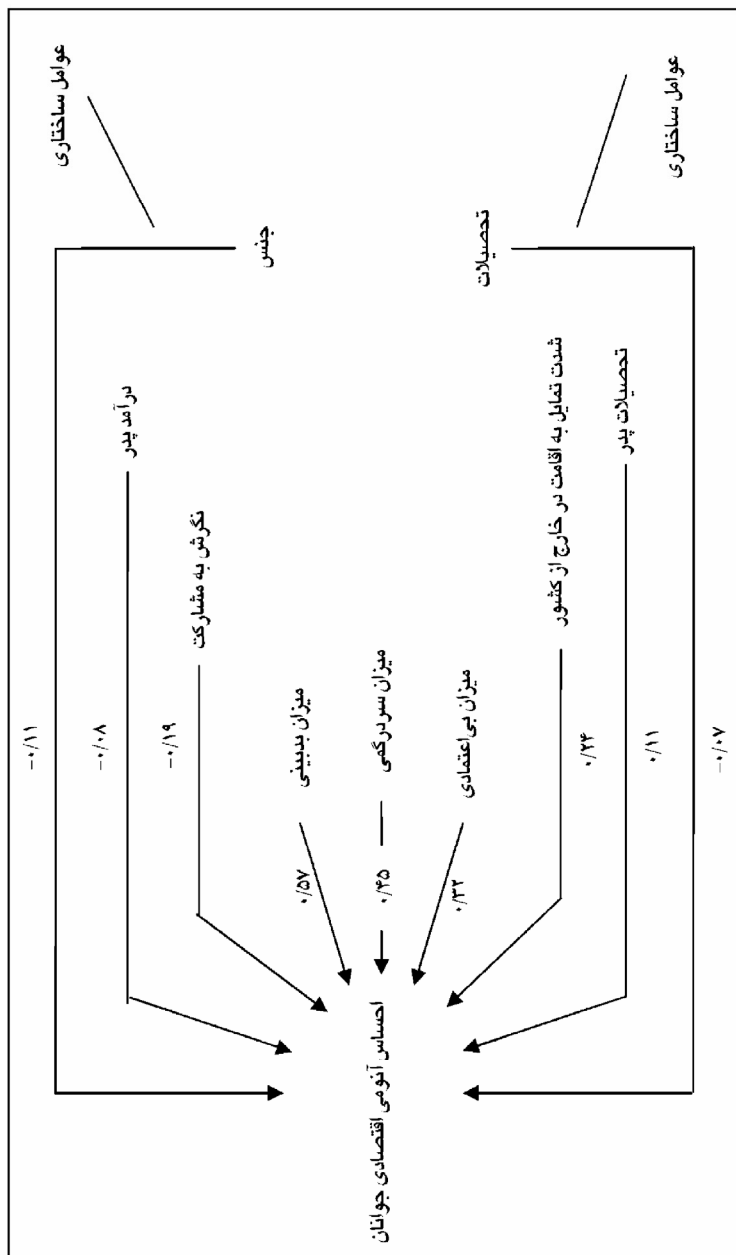 عوامل ساختاری
جنس
-۰/۱۱
درآمد پدر
-۰/۰۸
نگرش به مشارکت
-۰/۱۹
میزان بدبینی
۰/۵۷
میزان سردرگمی
۰/۴۵
احساس آنومی اقتصادی جوانان
میزان بی‌اعتمادی
۰/۳۲
شدت تمایل به اقامت در خارج از کشور
۰/۲۴
تحصیلات پدر
۰/۱۱
تحصیلات
عوامل ساختاری
-۰/۰۷